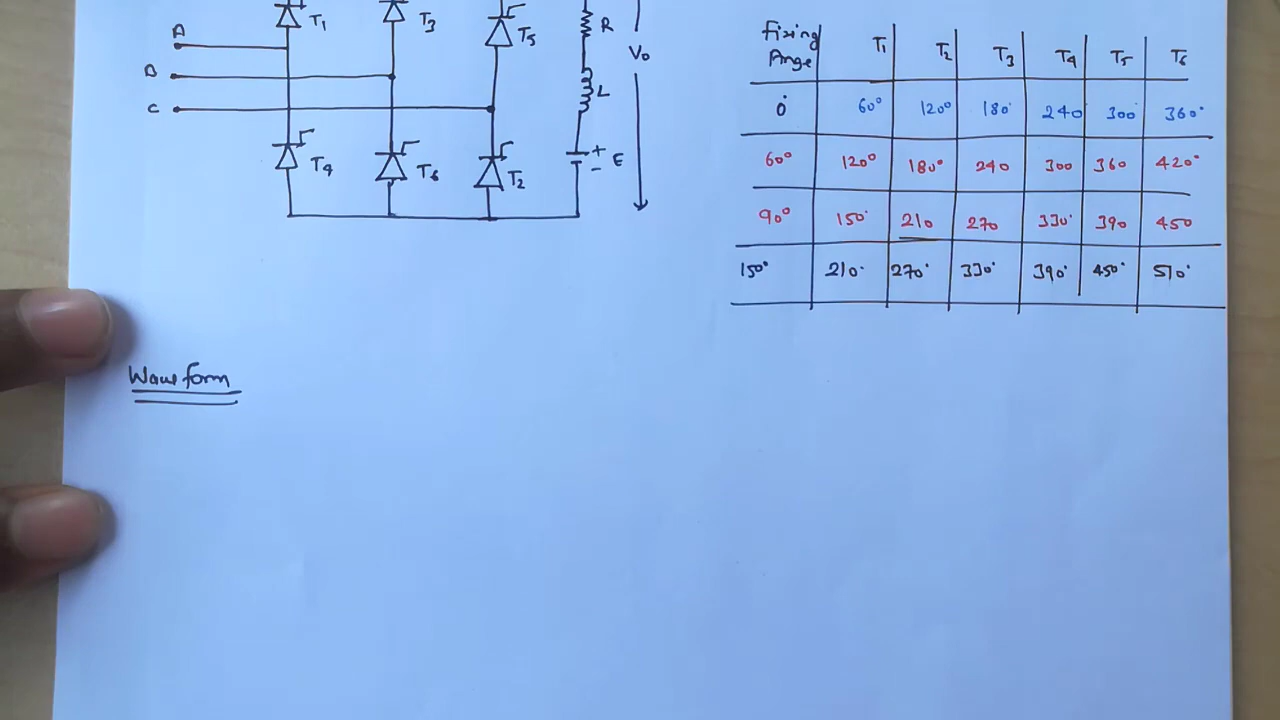 T1 T3 T5 R
A
B
C
Vo
L
T4 T6 T2 + - E
Fixing Ange T1 T2 T3 T4 T5 T6
0° 60° 120° 180° 240 300 360°
60° 120° 180° 240 300 360 420°
90° 150° 210 270 330° 390 450
150° 210° 270° 330° 390° 450° 510°
Waveform